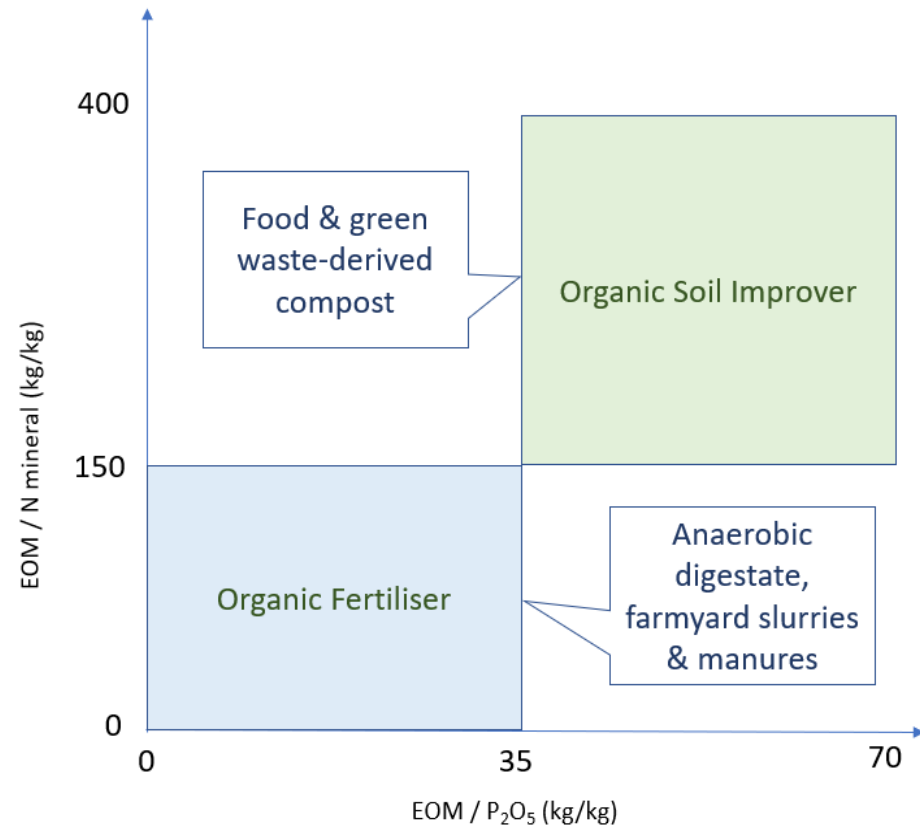 400
Food & green
waste-derived
compost
Organic Soil Improver
EOM / N mineral (kg/kg)
150
Organic Fertiliser
Anaerobic
digestate,
farmyard slurries
& manures
0
0
35
70
EOM / P₂O₅ (kg/kg)